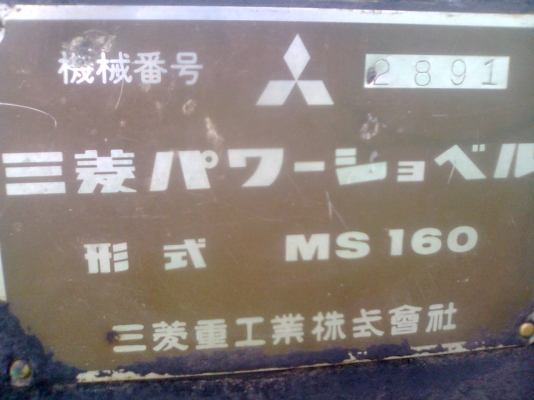 機械番号 2891
三菱パワーショベル
形式 MS160
三菱重工業株式會社